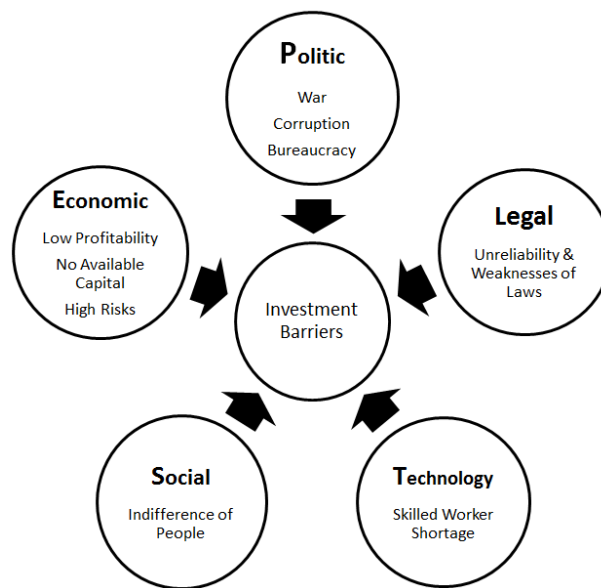 Politic
War
Corruption
Bureaucracy
Economic
Low Profitability
No Available
Capital
High Risks
Legal
Unreliability &
Weaknesses of
Laws
Investment
Barriers
Social
Indifference of
People
Technology
Skilled Worker
Shortage